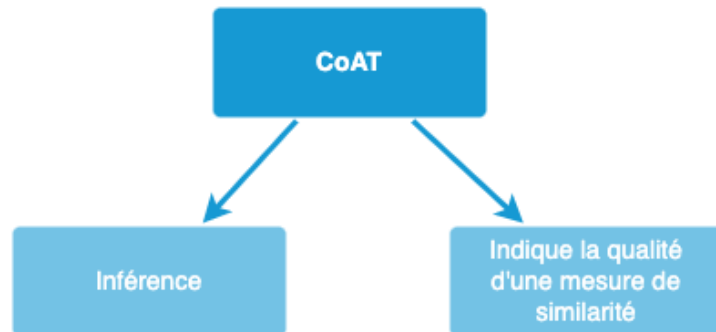 CoAT
Inférence
Indique la qualité
d'une mesure de
similarité